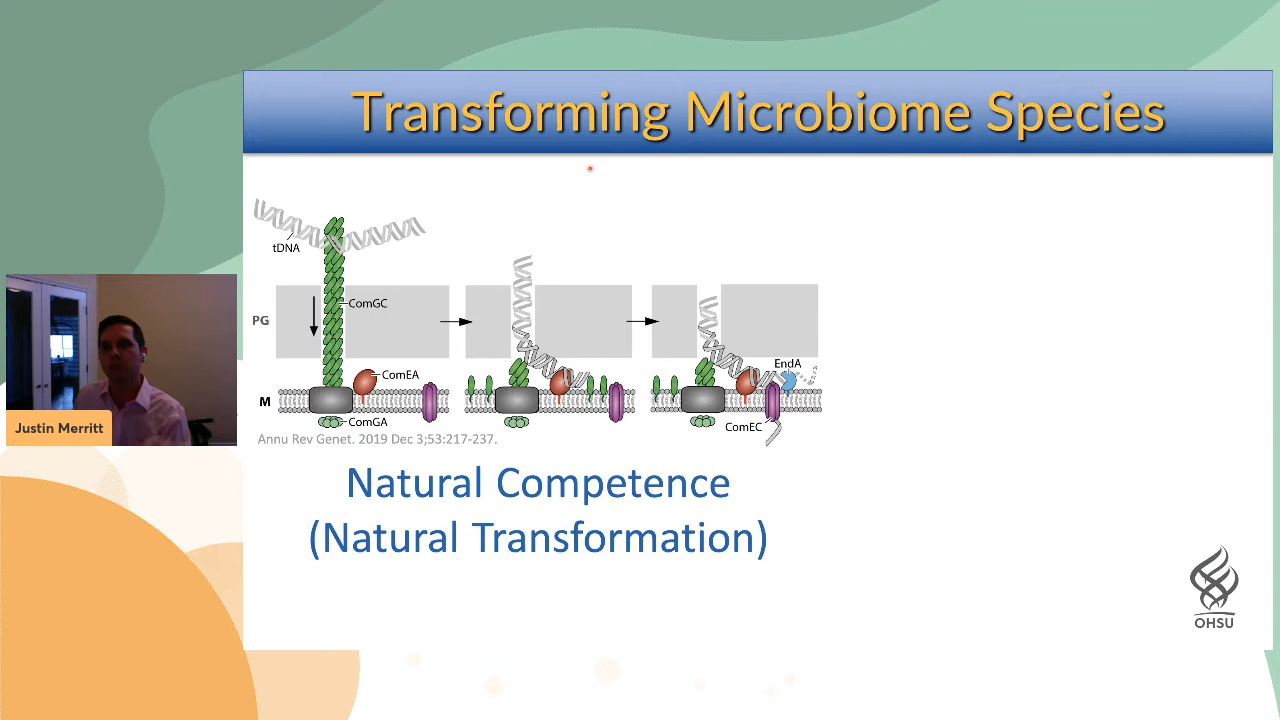 Transforming Microbiome Species
tDNA
ComGC
PG
EndA
ComEA
M
ComGA
ComEC
Annu Rev Genet. 2019 Dec 3;53:217-237.
Natural Competence
(Natural Transformation)
Justin Merritt
OHSU